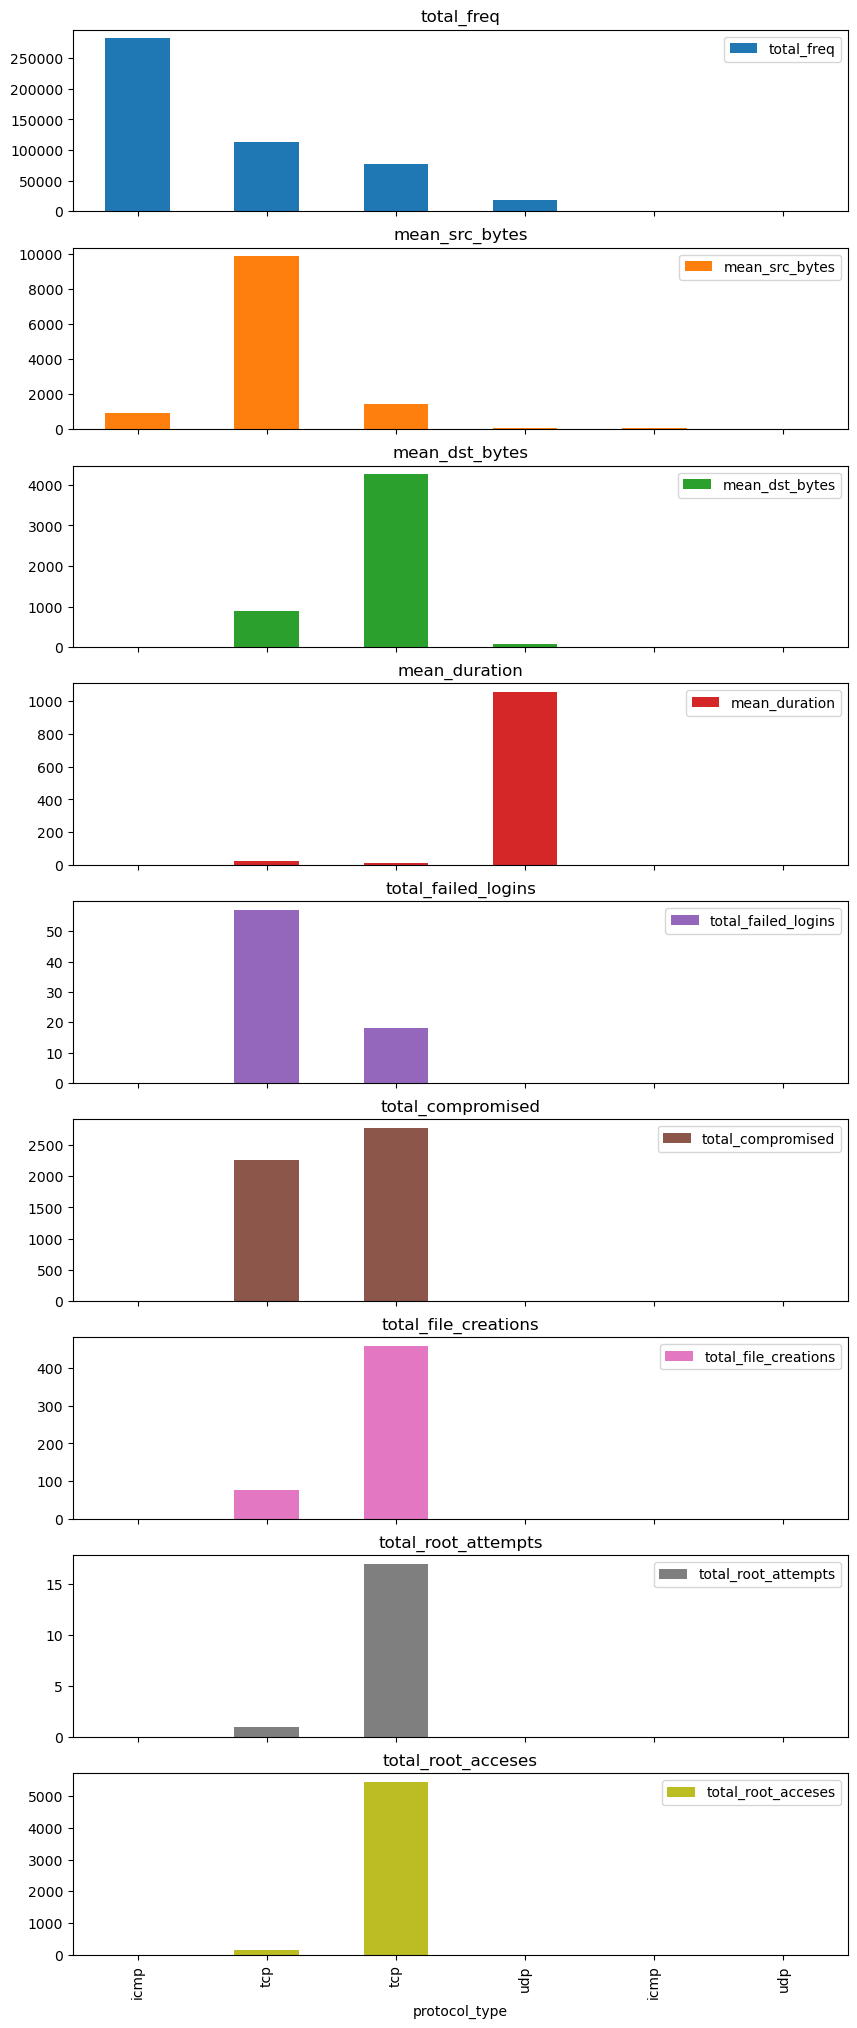 total_freq
total_freq
250000
200000
150000
100000
50000
0
mean_src_bytes
mean_src_bytes
10000
8000
6000
4000
2000
0
mean_dst_bytes
mean_dst_bytes
4000
3000
2000
1000
0
mean_duration
mean_duration
1000
800
600
400
200
0
total_failed_logins
total_failed_logins
50
40
30
20
10
0
total_compromised
total_compromised
2500
2000
1500
1000
500
0
total_file_creations
total_file_creations
400
300
200
100
0
total_root_attempts
total_root_attempts
15
10
5
0
total_root_acceses
total_root_acceses
5000
4000
3000
2000
1000
0
icmp
tcp
tcp
udp
icmp
udp
protocol_type